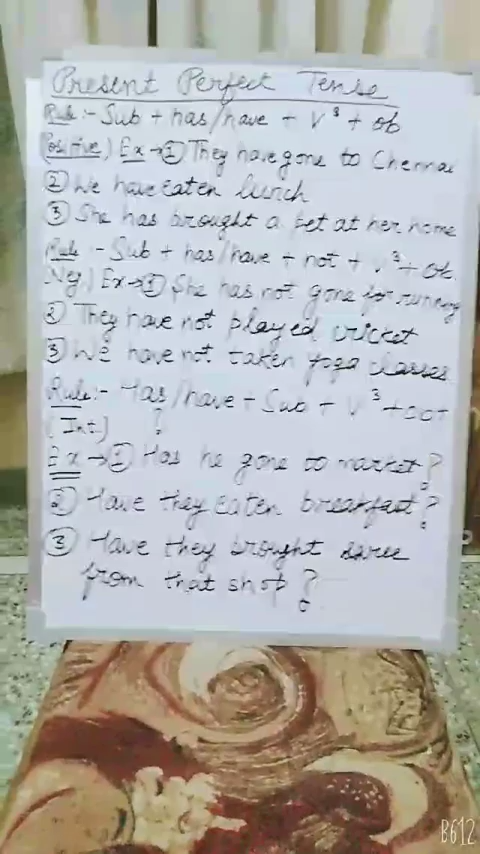 Present Perfect Tense
Rule:- Sub + has/have + V³ + ob
(Positive) Ex → ① They have gone to Chennai
② We have eaten lunch
③ She has brought a pet at her home
Rule:- Sub + has/have + not + V³ + ob
(Neg.) Ex → ① She has not gone for running
② They have not played cricket
③ We have not taken yoga classes
Rule:- Has/have + Sub + V³ +
(Int.) ?
Ex → ① Has he gone to market?
② Have they eaten breakfast?
③ Have they brought
from that shop?
B612